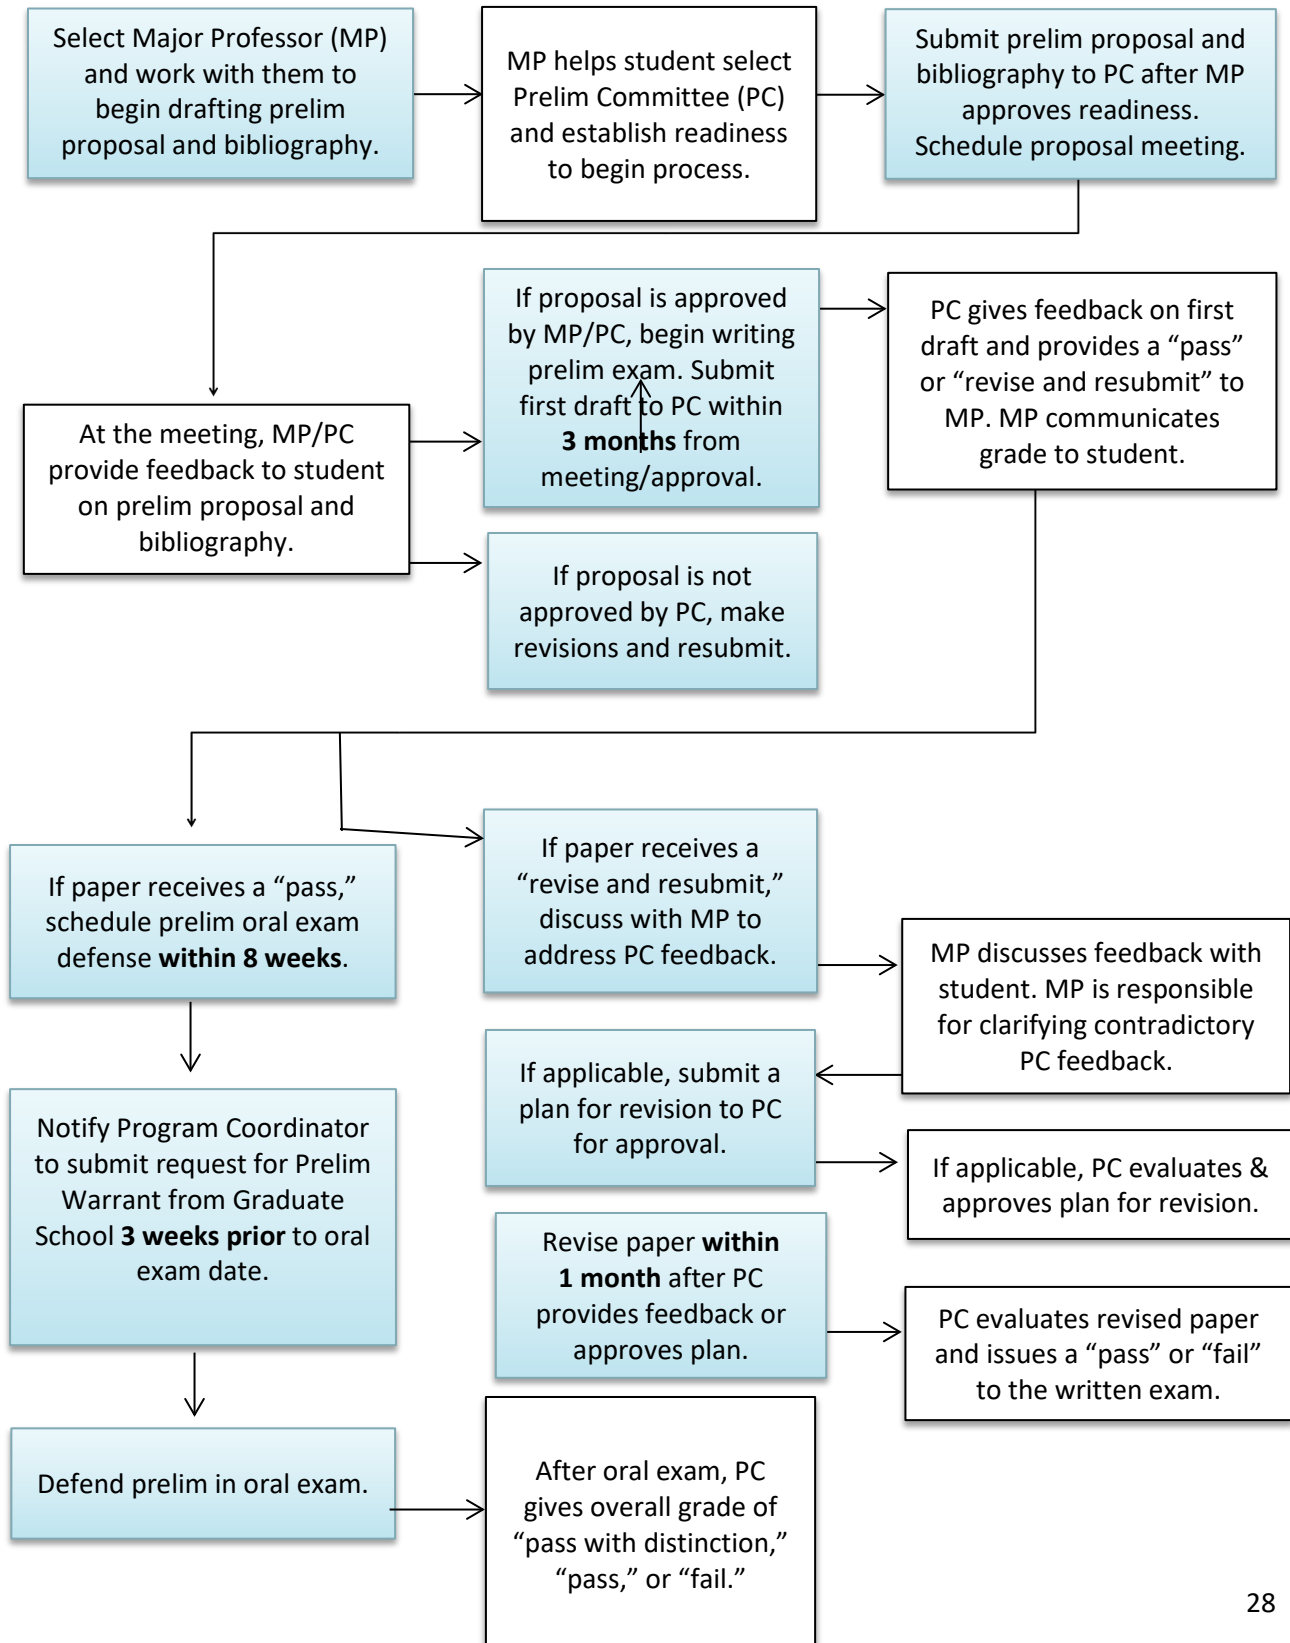 Select Major Professor (MP)
and work with them to
begin drafting prelim
proposal and bibliography.
MP helps student select
Prelim Committee (PC)
and establish readiness
to begin process.
Submit prelim proposal and
bibliography to PC after MP
approves readiness.
Schedule proposal meeting.
At the meeting, MP/PC
provide feedback to student
on prelim proposal and
bibliography.
If proposal is approved
by MP/PC, begin writing
prelim exam. Submit
first draft to PC within
3 months from
meeting/approval.
PC gives feedback on first
draft and provides a “pass”
or “revise and resubmit” to
MP. MP communicates
grade to student.
If proposal is not
approved by PC, make
revisions and resubmit.
If paper receives a “pass,”
schedule prelim oral exam
defense within 8 weeks.
If paper receives a
“revise and resubmit,”
discuss with MP to
address PC feedback.
MP discusses feedback with
student. MP is responsible
for clarifying contradictory
PC feedback.
If applicable, submit a
plan for revision to PC
for approval.
If applicable, PC evaluates &
approves plan for revision.
Notify Program Coordinator
to submit request for Prelim
Warrant from Graduate
School 3 weeks prior to oral
exam date.
Revise paper within
1 month after PC
provides feedback or
approves plan.
PC evaluates revised paper
and issues a “pass” or “fail”
to the written exam.
Defend prelim in oral exam.
After oral exam, PC
gives overall grade of
“pass with distinction,”
“pass,” or “fail.”
28